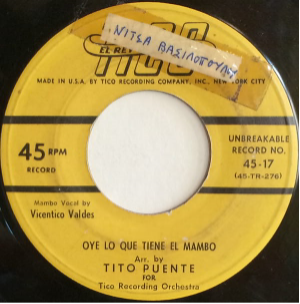 TICO
ΝΙΤΣΑ ΒΑΣΙΛΟΠΟΥΛΟΥ
EL REY
MADE IN U.S.A. BY TICO RECORDING COMPANY, INC., NEW YORK CITY
45 RPM
RECORD
UNBREAKABLE
RECORD NO.
45-17
(45-TR-276)
Mambo Vocal by
Vicentico Valdes
OYE LO QUE TIENE EL MAMBO
Arr. by
TITO PUENTE
FOR
Tico Recording Orchestra